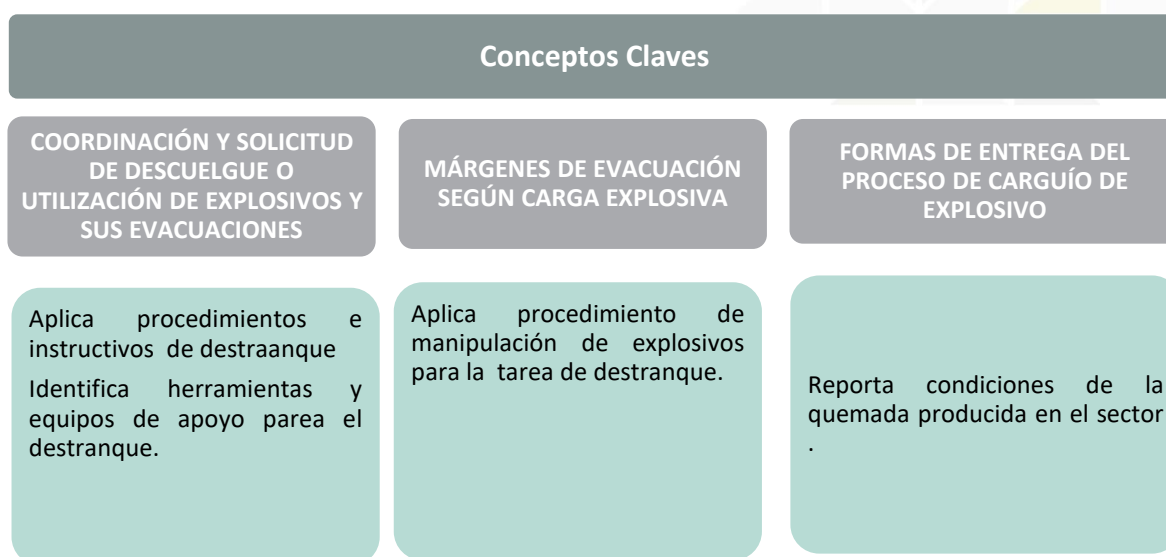 Conceptos Claves
COORDINACIÓN Y SOLICITUD
DE DESCUELGUE O
UTILIZACIÓN DE EXPLOSIVOS Y
SUS EVACUACIONES
MÁRGENES DE EVACUACIÓN
SEGÚN CARGA EXPLOSIVA
FORMAS DE ENTREGA DEL
PROCESO DE CARGUÍO DE
EXPLOSIVO
Aplica procedimientos e
instructivos de destraanque
Identifica herramientas y
equipos de apoyo parea el
destranque.
Aplica procedimiento de
manipulación de explosivos
para la tarea de destranque.
Reporta condiciones de la
quemada producida en el sector
.